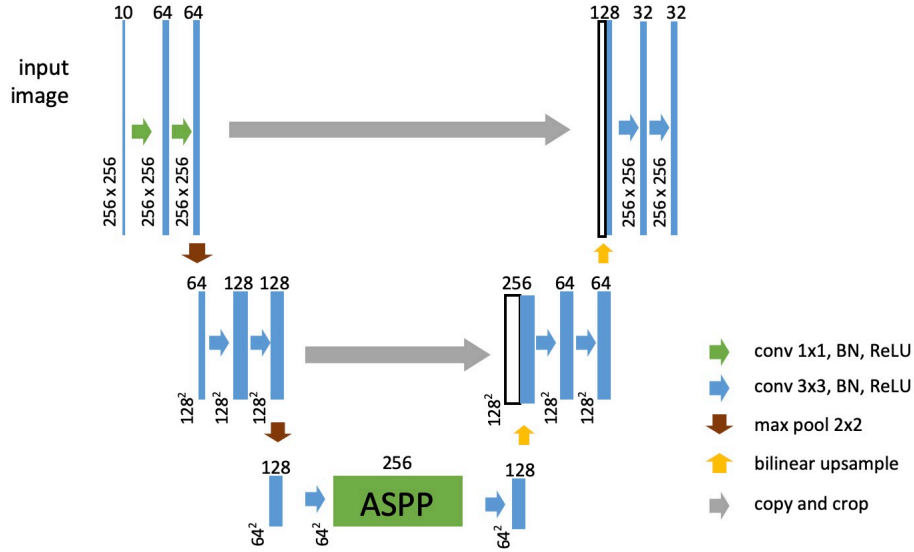 10 64 64
128 32 32
input
image
256 x 256
256 x 256
256 x 256
256 x 256
256 x 256
64 128 128
256 64 64
128²
128²
128²
128²
128²
128²
conv 1x1, BN, ReLU
conv 3x3, BN, ReLU
max pool 2x2
bilinear upsample
copy and crop
128
256
128
ASPP
64²
64²
64²